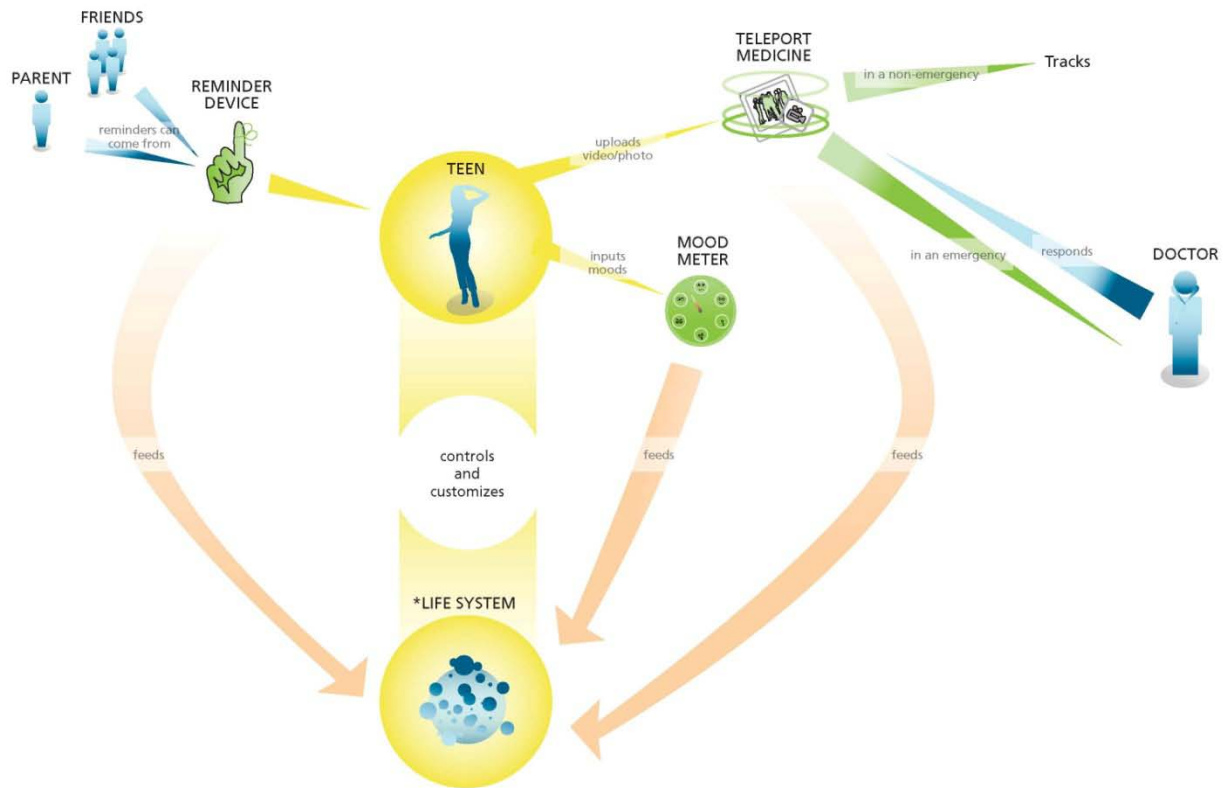 FRIENDS
PARENT
REMINDER
DEVICE
reminders can
come from
TELEPORT
MEDICINE
in a non-emergency
Tracks
uploads
video/photo
TEEN
inputs
moods
MOOD
METER
in an emergency
responds
DOCTOR
feeds
controls
and
customizes
feeds
feeds
*LIFE SYSTEM